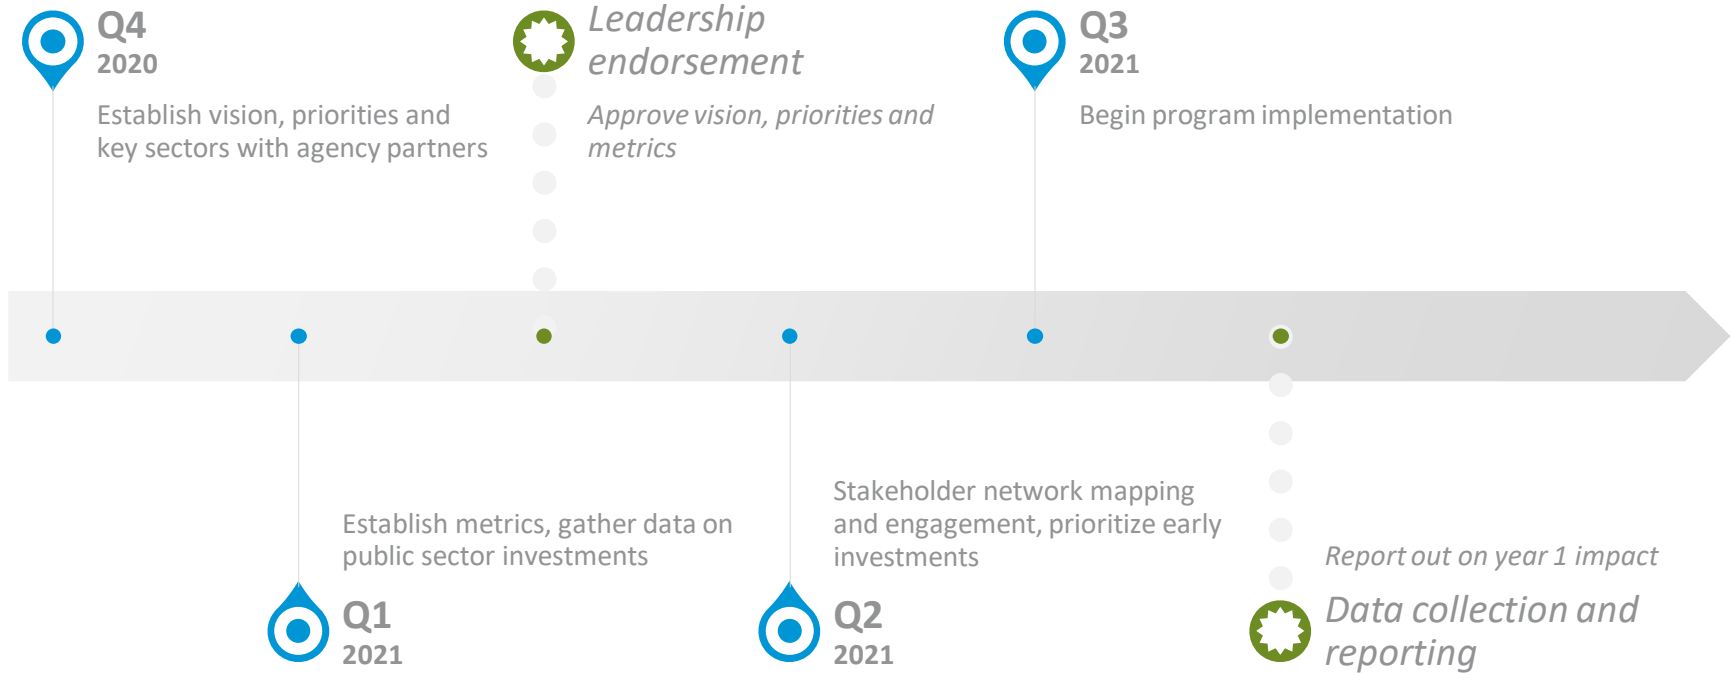 Q4
2020
Establish vision, priorities and
key sectors with agency partners
Leadership
endorsement
Approve vision, priorities and
metrics
Q3
2021
Begin program implementation
Establish metrics, gather data on
public sector investments
Q1
2021
Stakeholder network mapping
and engagement, prioritize early
investments
Q2
2021
Report out on year 1 impact
Data collection and
reporting